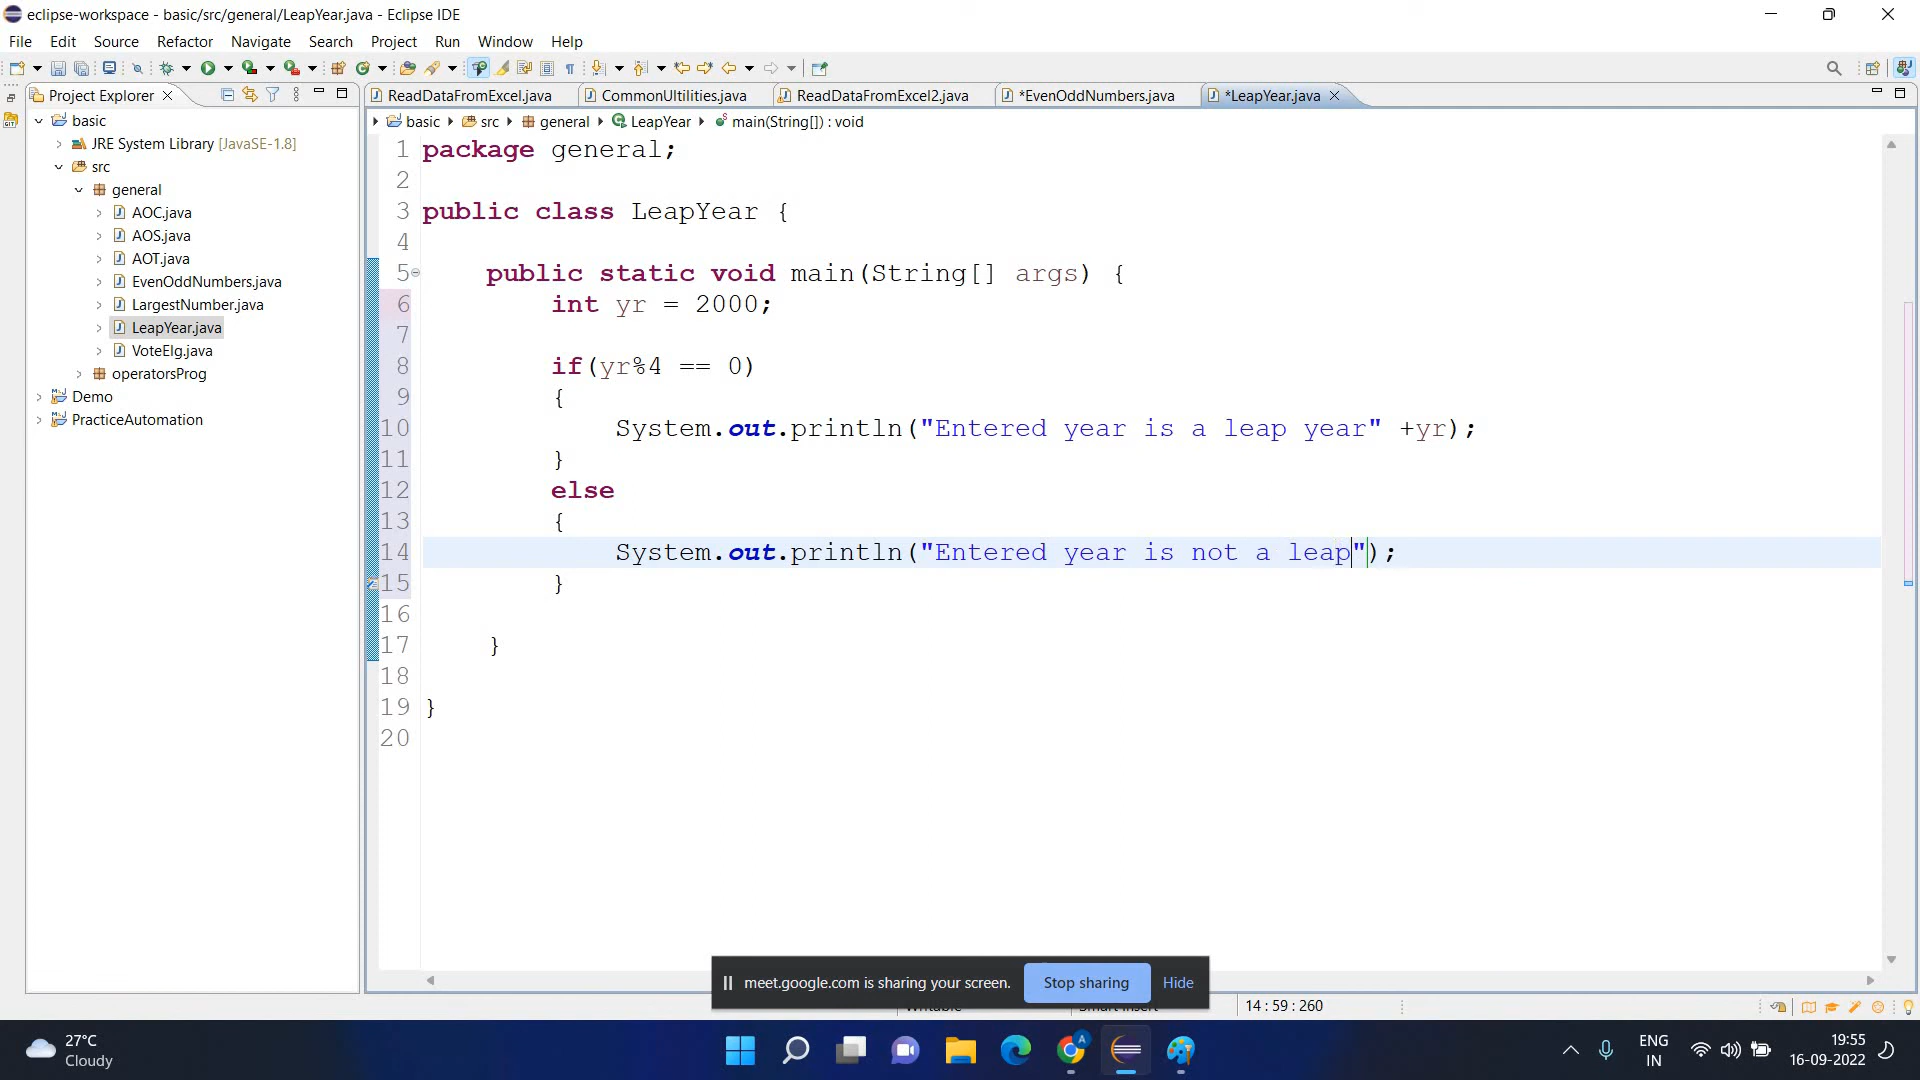 eclipse-workspace - basic/src/general/LeapYear.java - Eclipse IDE
File Edit Source Refactor Navigate Search Project Run Window Help
Project Explorer
ReadDataFromExcel.java CommonUItilities.java ReadDataFromExcel2.java *EvenOddNumbers.java *LeapYear.java
basic src general LeapYear main(String[]) : void
basic
JRE System Library [JavaSE-1.8]
src
general
AOC.java
AOS.java
AOT.java
EvenOddNumbers.java
LargestNumber.java
LeapYear.java
VoteElg.java
operatorsProg
Demo
PracticeAutomation
1 package general;
2
3 public class LeapYear {
4
5 public static void main(String[] args) {
6 int yr = 2000;
7
8 if(yr%4 == 0)
9 {
10 System.out.println("Entered year is a leap year" +yr);
11 }
12 else
13 {
14 System.out.println("Entered year is not a leap");
15 }
16
17 }
18
19 }
20
meet.google.com is sharing your screen. Stop sharing Hide
14 : 59 : 260
27°C
Cloudy
ENG
IN
19:55
16-09-2022